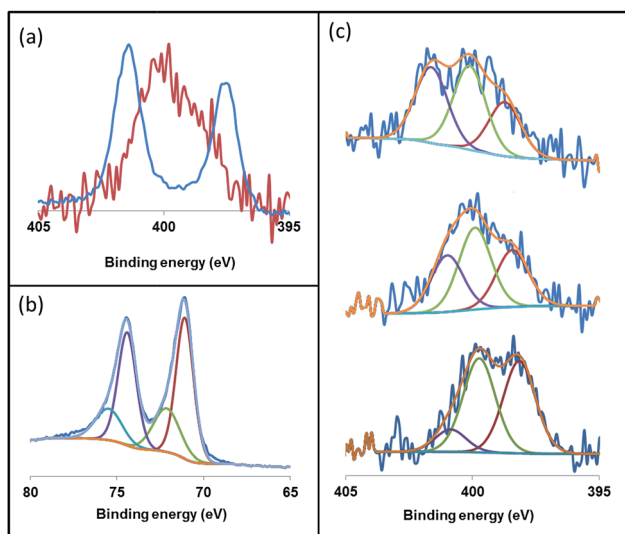 (a)
405 400 395
Binding energy (eV)
(b)
80 75 70 65
Binding energy (eV)
(c)
405 400 395
Binding energy (eV)